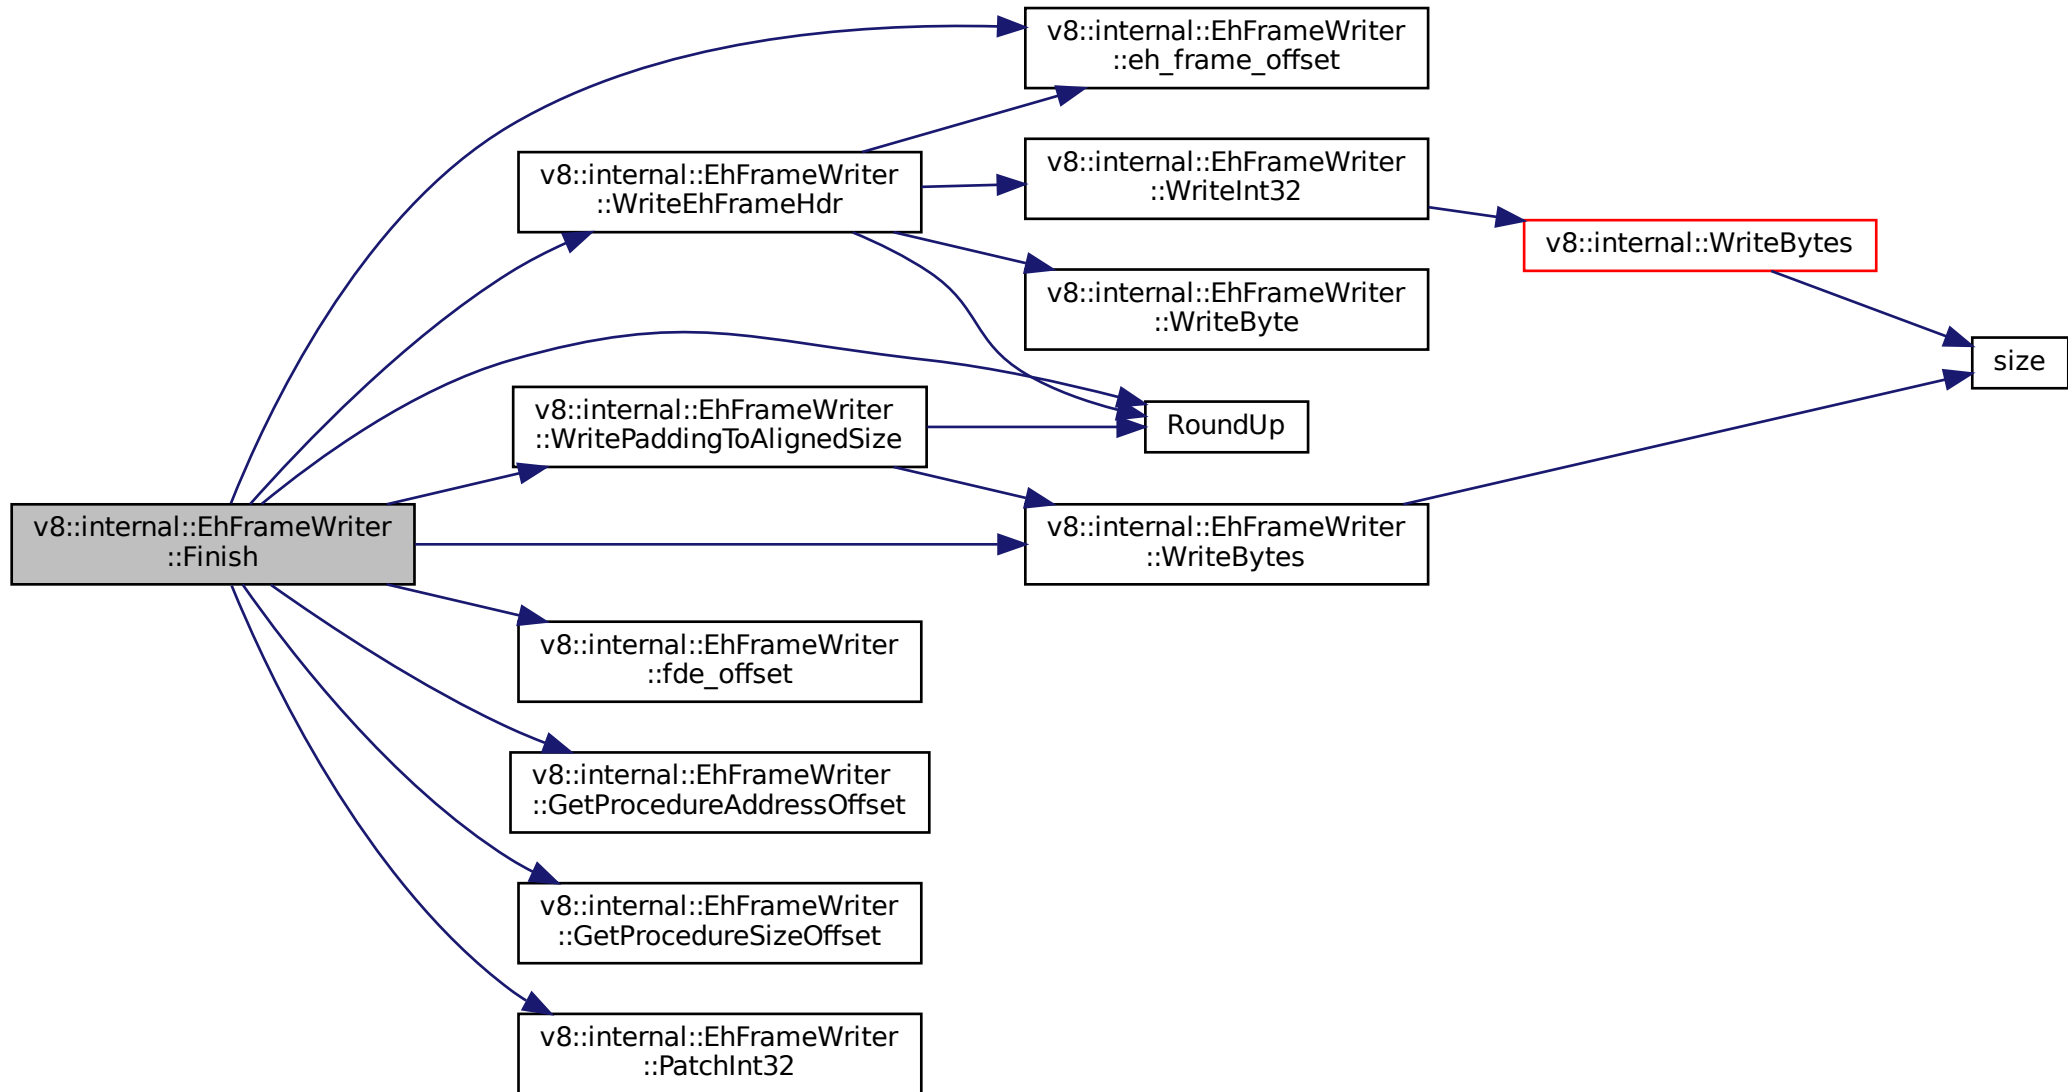 v8::internal::EhFrameWriter
::Finish
v8::internal::EhFrameWriter
::eh_frame_offset
v8::internal::EhFrameWriter
::WriteEhFrameHdr
v8::internal::EhFrameWriter
::WriteInt32
v8::internal::WriteBytes
v8::internal::EhFrameWriter
::WriteByte
size
v8::internal::EhFrameWriter
::WritePaddingToAlignedSize
RoundUp
v8::internal::EhFrameWriter
::WriteBytes
v8::internal::EhFrameWriter
::fde_offset
v8::internal::EhFrameWriter
::GetProcedureAddressOffset
v8::internal::EhFrameWriter
::GetProcedureSizeOffset
v8::internal::EhFrameWriter
::PatchInt32